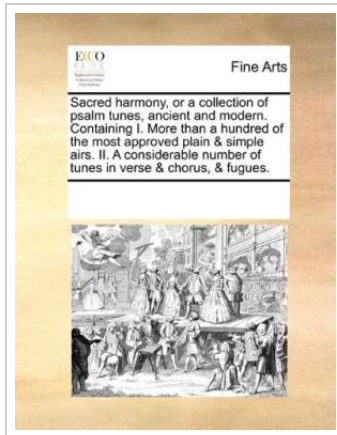 ECCO
Fine Arts
Sacred harmony, or a collection of
psalm tunes, ancient and modern.
Containing I. More than a hundred of
the most approved plain & simple
airs. II. A considerable number of
tunes in verse & chorus, & fugues.